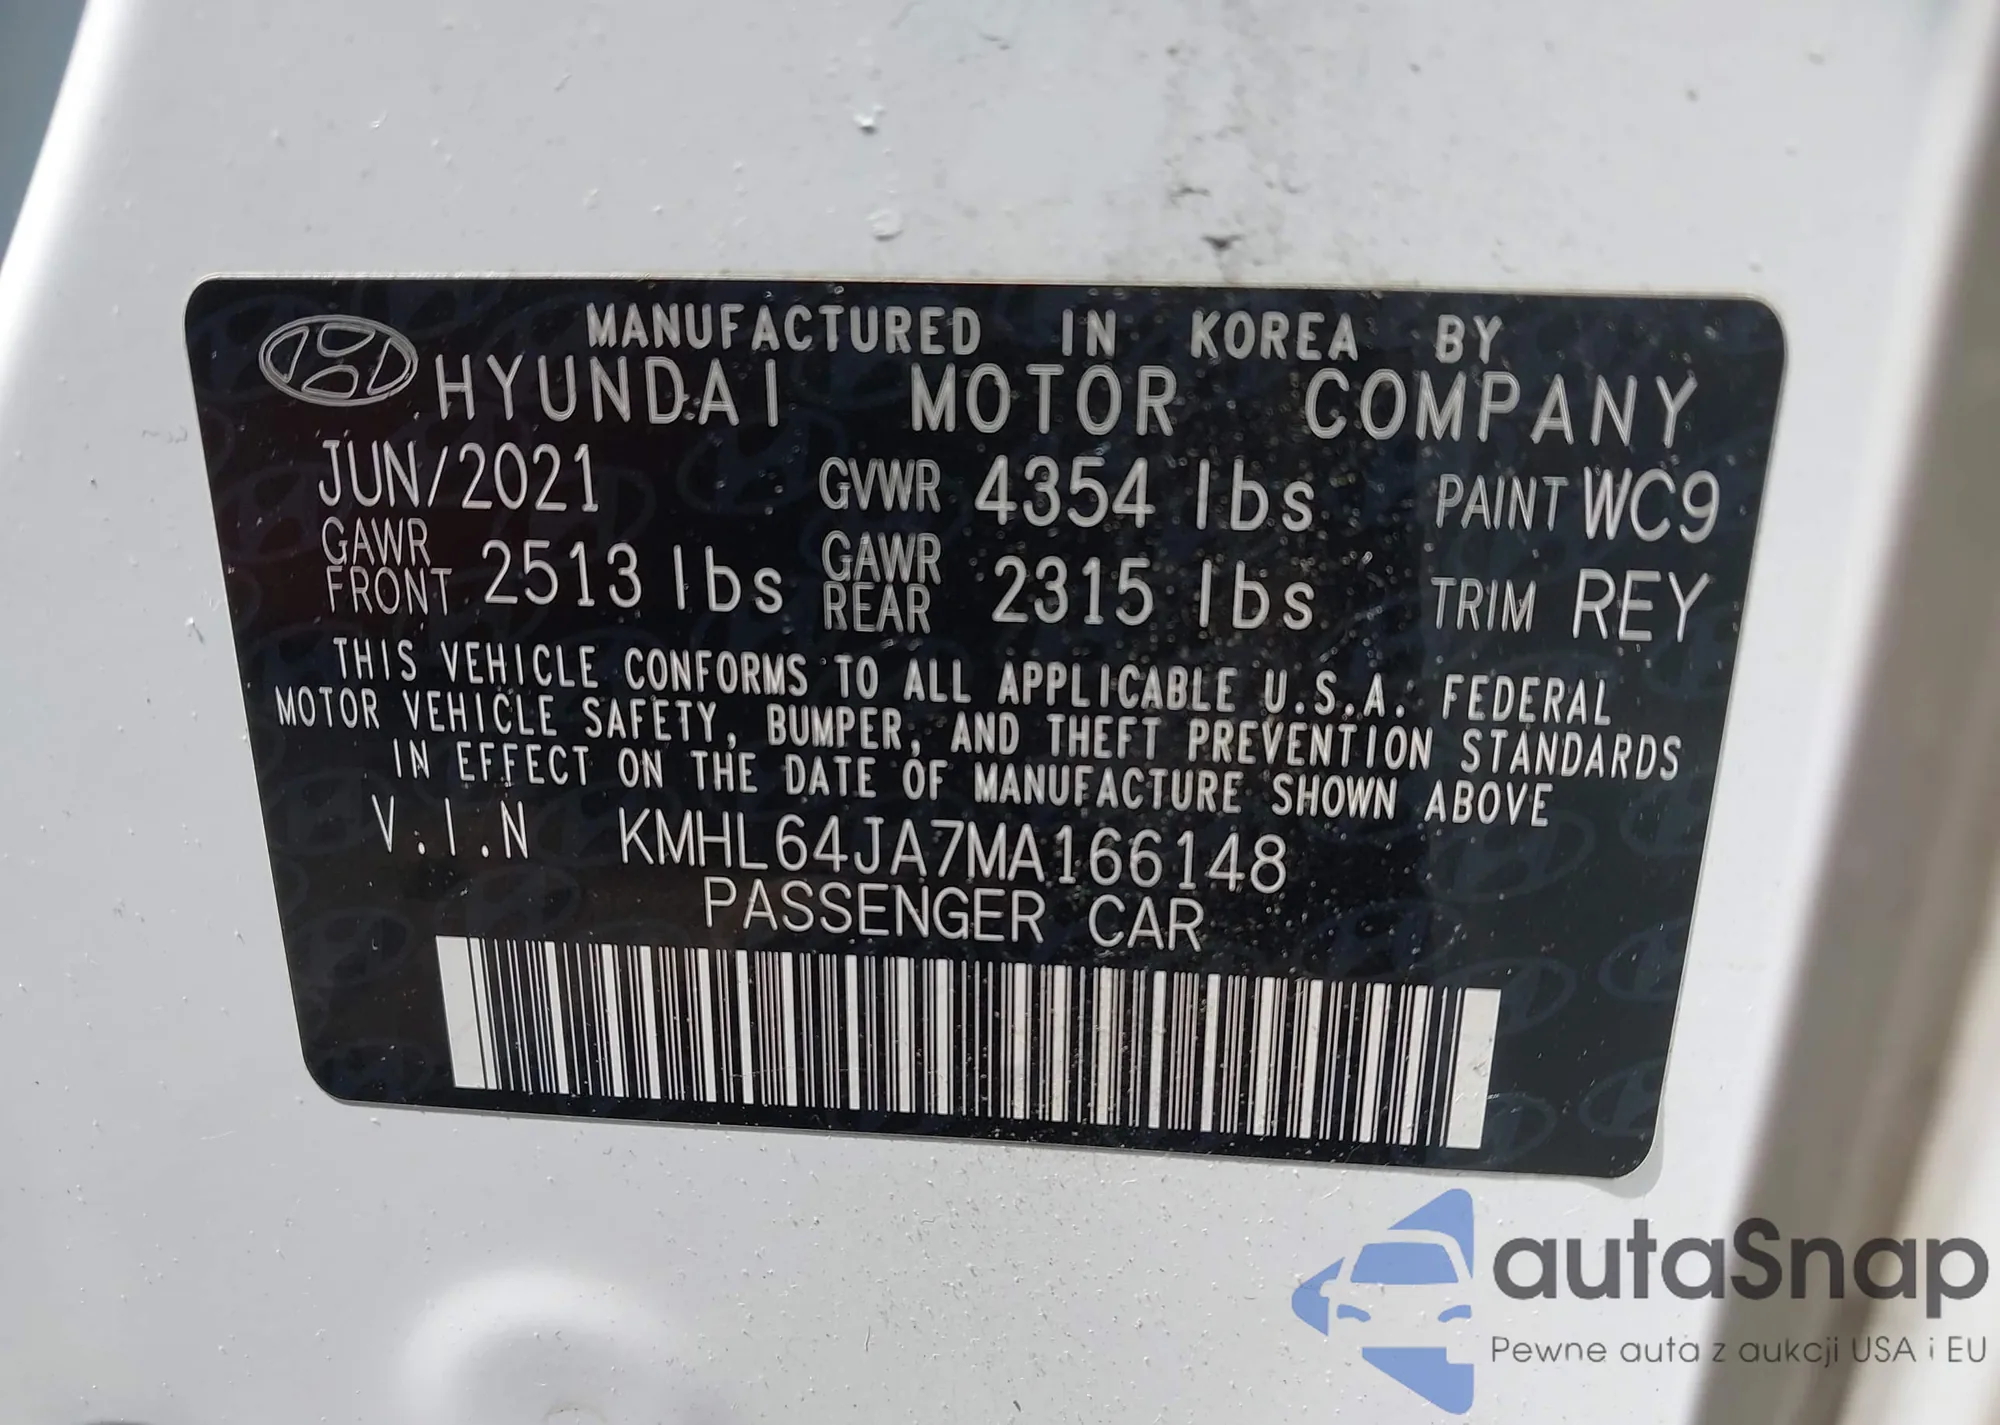 MANUFACTURED IN KOREA BY
HYUNDAI MOTOR COMPANY
JUN/2021 GVWR 4354 lbs PAINT WC9
GAWR FRONT 2513 lbs GAWR REAR 2315 lbs TRIM REY
THIS VEHICLE CONFORMS TO ALL APPLICABLE U.S.A. FEDERAL
MOTOR VEHICLE SAFETY, BUMPER, AND THEFT PREVENTION STANDARDS
IN EFFECT ON THE DATE OF MANUFACTURE SHOWN ABOVE
V.I.N KMHL64JA7MA166148
PASSENGER CAR
autaSnap
Pewne auta z aukcji USA i EU